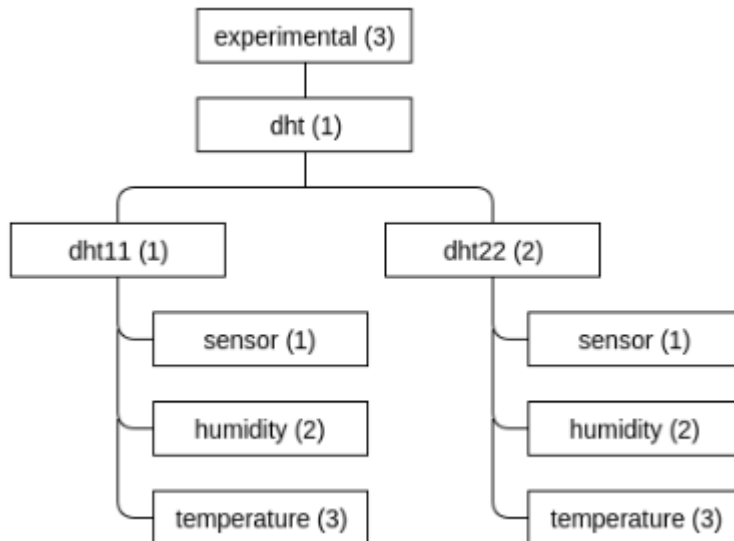 experimental (3)
dht (1)
dht11 (1)
dht22 (2)
sensor (1)
sensor (1)
humidity (2)
humidity (2)
temperature (3)
temperature (3)